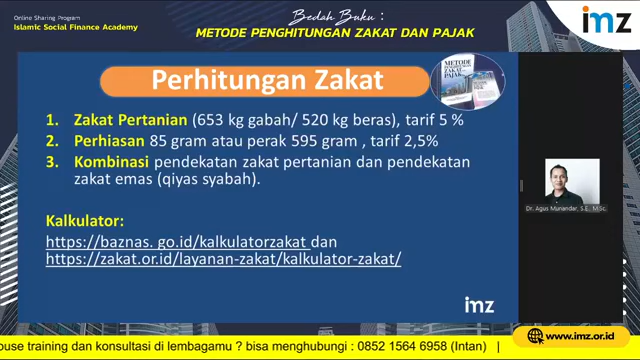 Online Sharing Program
Islamic Social Finance Academy
Bedah Buku :
METODE PENGHITUNGAN ZAKAT DAN PAJAK
imz
Perhitungan Zakat
1. Zakat Pertanian (653 kg gabah/ 520 kg beras), tarif 5 %
2. Perhiasan 85 gram atau perak 595 gram , tarif 2,5%
3. Kombinasi pendekatan zakat pertanian dan pendekatan
zakat emas (qiyas syabah).
Kalkulator:
https://baznas. go.id/kalkulatorzakat dan
https://zakat.or.id/layanan-zakat/kalkulator-zakat/
imz
Dr. Agus Munandar, S.E., M.Sc.
www.imz.or.id
ouse training dan konsultasi di lembagamu ? bisa menghubungi : 0852 1564 6958 (Intan) |